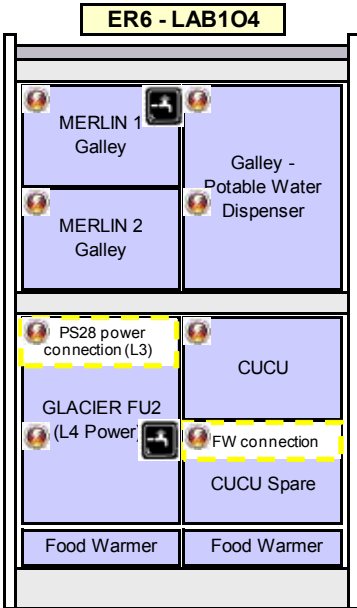 ER6 - LAB1O4
MERLIN 1
Galley
Galley -
Potable Water
Dispenser
MERLIN 2
Galley
PS28 power
connection (L3)
CUCU
GLACIER FU2
(L4 Power)
FW connection
CUCU Spare
Food Warmer
Food Warmer